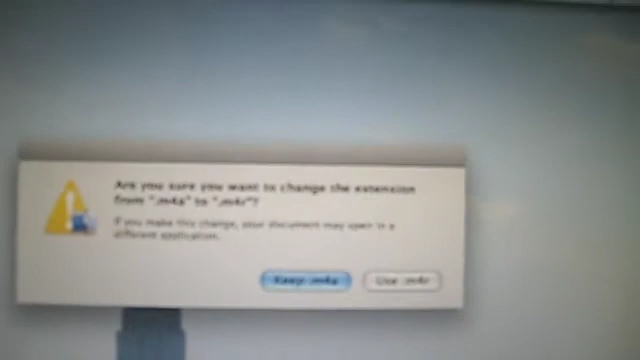 Are you sure you want to change the extension
from ".m4a" to ".m4r"?
If you make this change, your document may open in a
different application.
Keep .m4a
Use .m4r